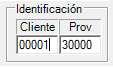 Identificación
Cliente Prov
00001 30000